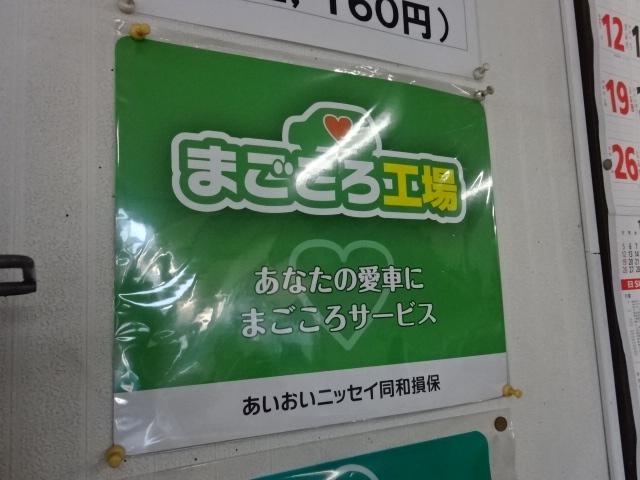 160円)
まごころ工場
あなたの愛車に
まごころサービス
あいおいニッセイ同和損保
12
19
26